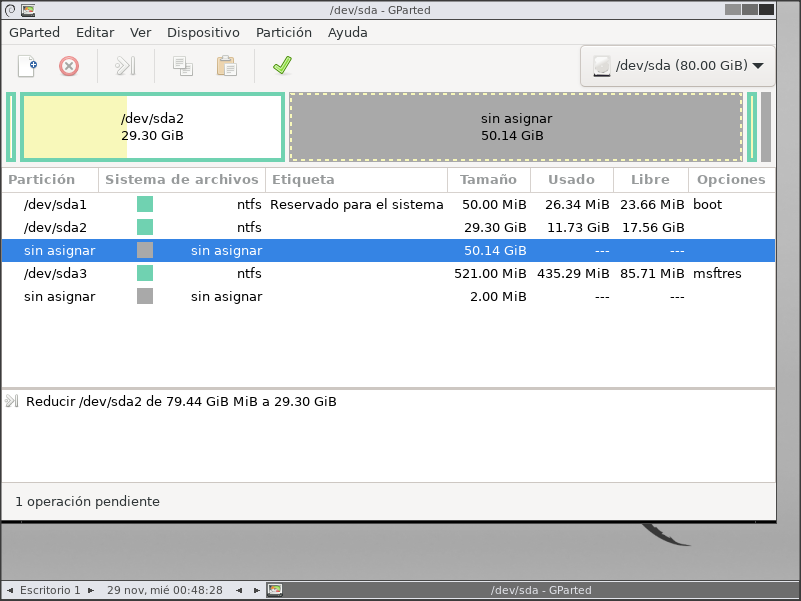 /dev/sda - GParted
GParted Editar Ver Dispositivo Partición Ayuda
/dev/sda (80.00 GiB)
/dev/sda2
29.30 GiB
sin asignar
50.14 GiB
Partición Sistema de archivos Etiqueta Tamaño Usado Libre Opciones
/dev/sda1 ntfs Reservado para el sistema 50.00 MiB 26.34 MiB 23.66 MiB boot
/dev/sda2 ntfs 29.30 GiB 11.73 GiB 17.56 GiB
sin asignar sin asignar 50.14 GiB --- ---
/dev/sda3 ntfs 521.00 MiB 435.29 MiB 85.71 MiB msftres
sin asignar sin asignar 2.00 MiB --- ---
Reducir /dev/sda2 de 79.44 GiB MiB a 29.30 GiB
1 operación pendiente
Escritorio 1 29 nov, mié 00:48:28 /dev/sda - GParted